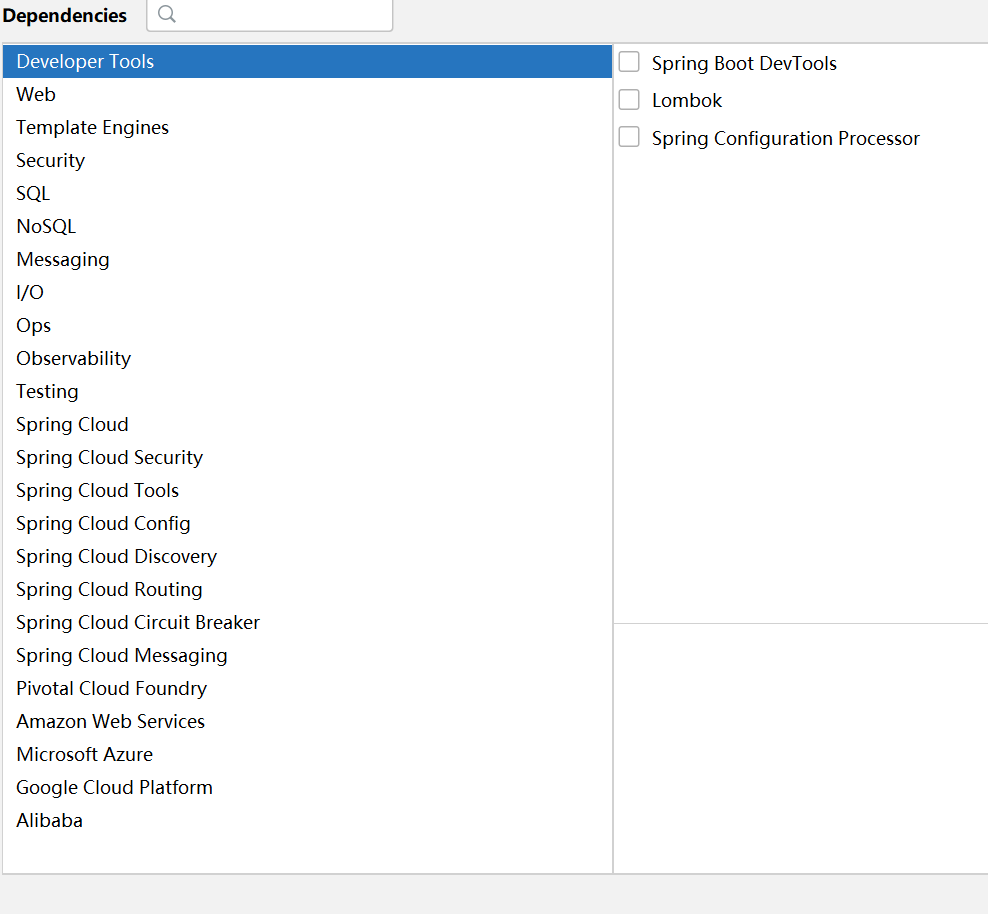 Dependencies
Developer Tools
Web
Template Engines
Security
SQL
NoSQL
Messaging
I/O
Ops
Observability
Testing
Spring Cloud
Spring Cloud Security
Spring Cloud Tools
Spring Cloud Config
Spring Cloud Discovery
Spring Cloud Routing
Spring Cloud Circuit Breaker
Spring Cloud Messaging
Pivotal Cloud Foundry
Amazon Web Services
Microsoft Azure
Google Cloud Platform
Alibaba
Spring Boot DevTools
Lombok
Spring Configuration Processor